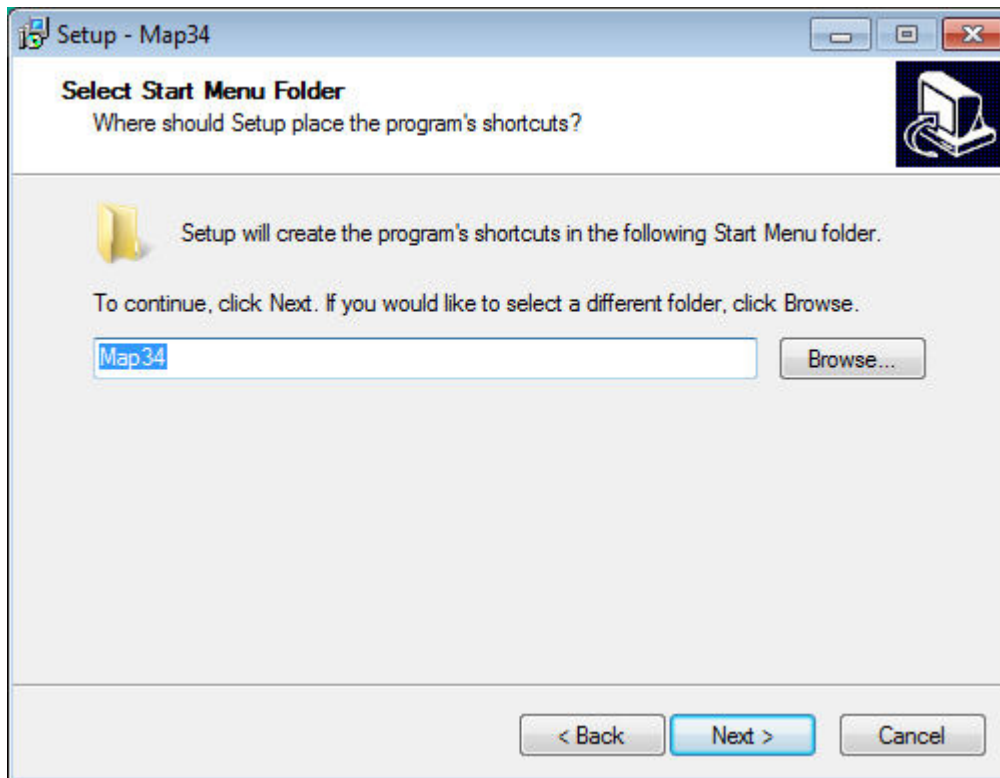 Setup - Map34
Select Start Menu Folder
Where should Setup place the program's shortcuts?
Setup will create the program's shortcuts in the following Start Menu folder.
To continue, click Next. If you would like to select a different folder, click Browse.
Map34
Browse...
< Back
Next >
Cancel